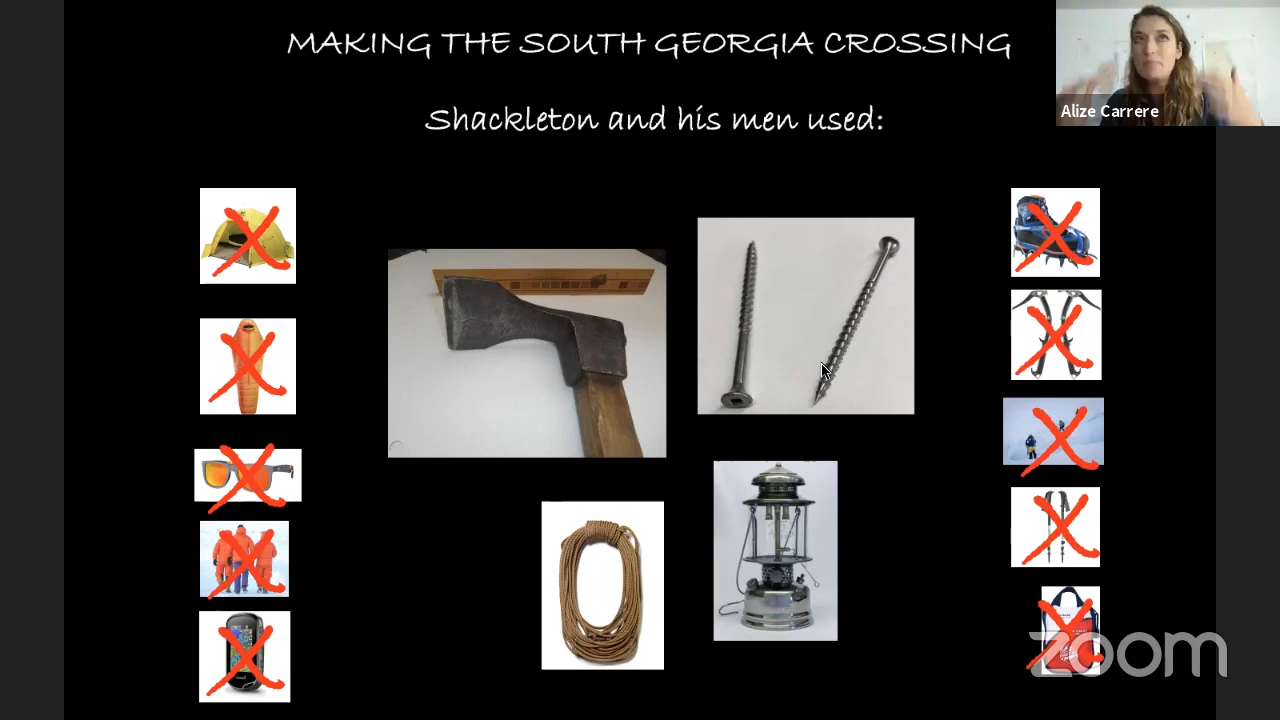 MAKING THE SOUTH GEORGIA CROSSING
Alize Carrere
Shackleton and his men used:
zoom